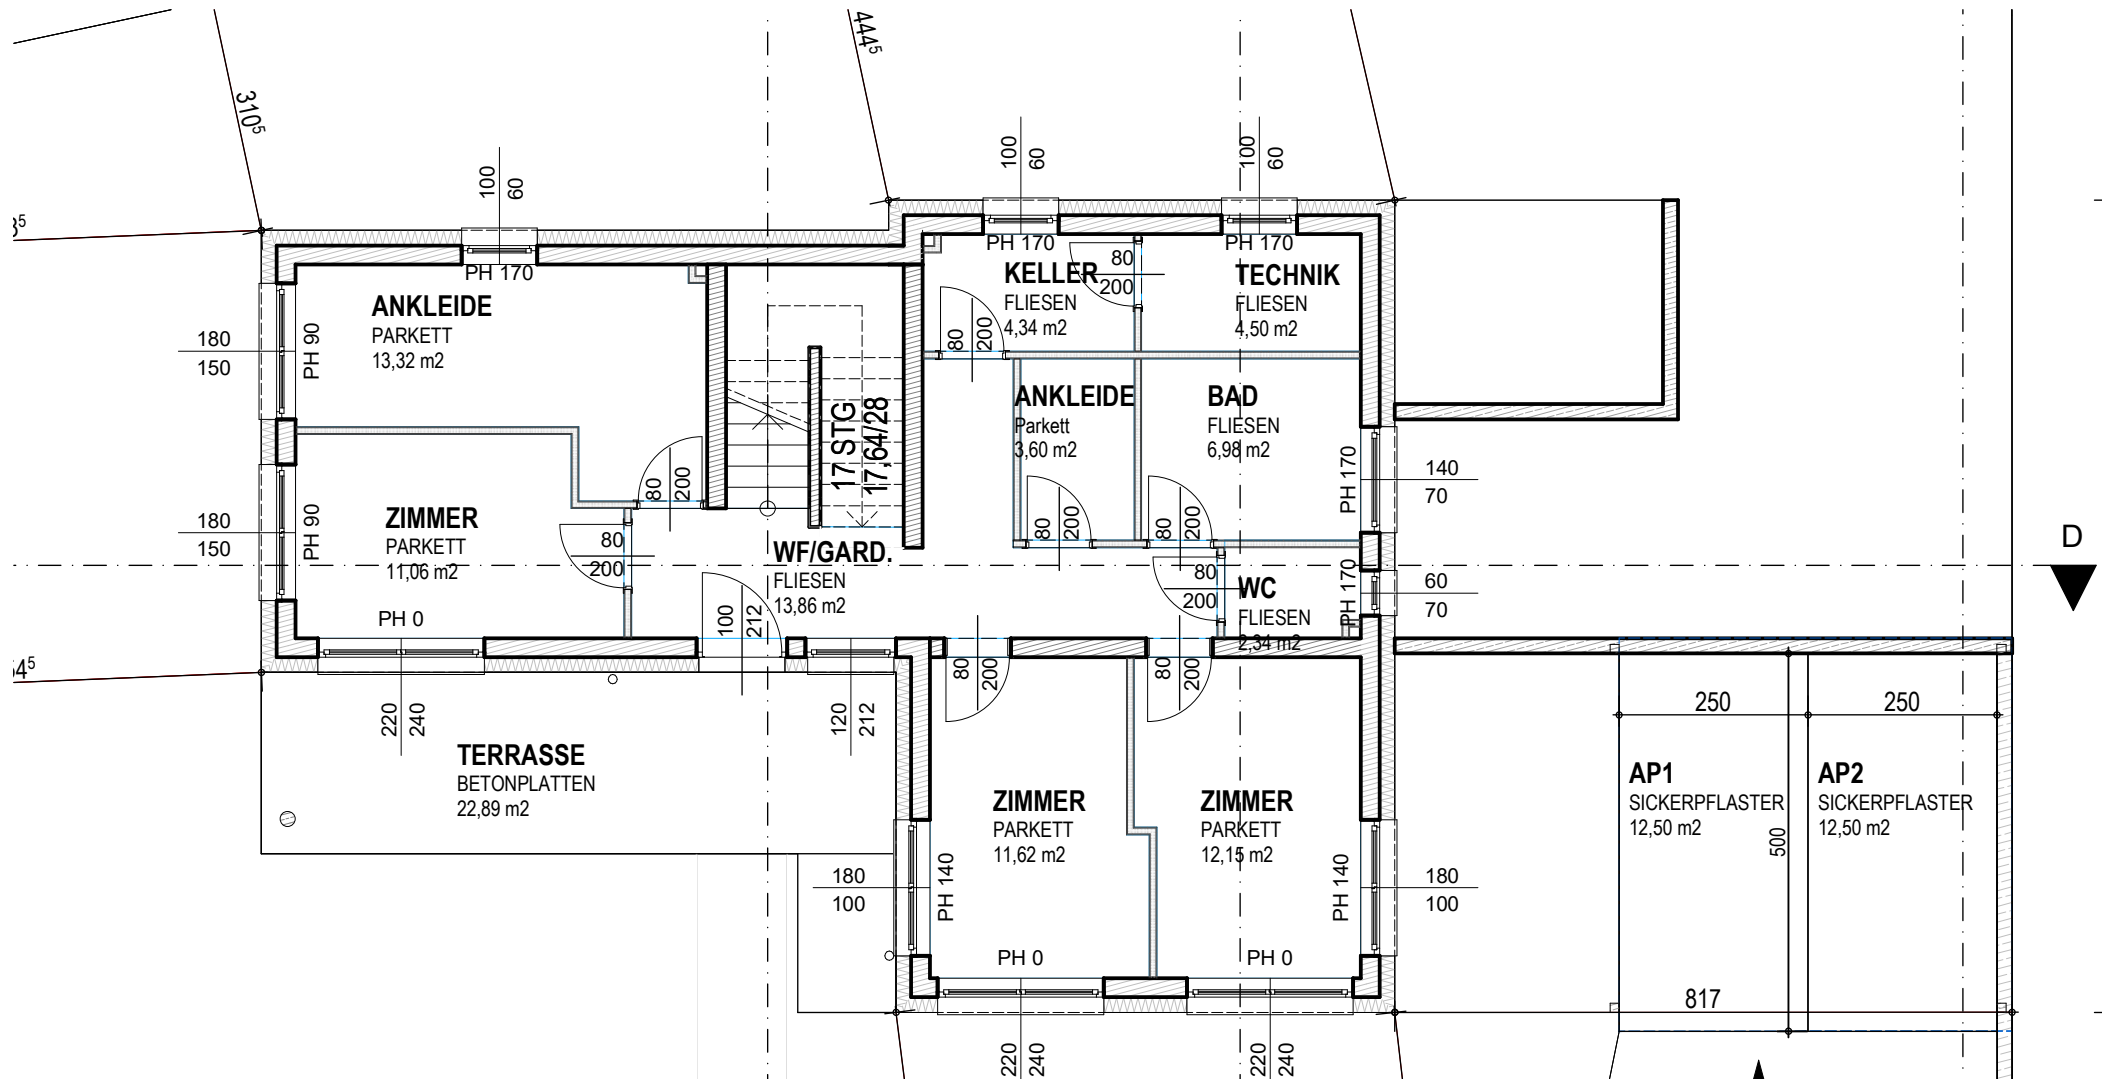 444⁵
310⁵
100
60
100
60
100
60
PH 170
PH 170
PH 170
ANKLEIDE
PARKETT
13,32 m2
KELLER
FLIESEN
4,34 m2
80
200
TECHNIK
FLIESEN
4,50 m2
180
150
PH 90
80
200
17 STG
17,64/28
ANKLEIDE
Parkett
3,60 m2
BAD
FLIESEN
6,98 m2
PH 170
140
70
80
200
80
200
80
200
180
150
PH 90
ZIMMER
PARKETT
11,06 m2
80
200
WF/GARD.
FLIESEN
13,86 m2
80
200
WC
FLIESEN
2,34 m2
PH 170
60
70
D
PH 0
100
212
54⁵
80
200
80
200
220
240
120
212
250
250
TERRASSE
BETONPLATTEN
22,89 m2
ZIMMER
PARKETT
11,62 m2
ZIMMER
PARKETT
12,15 m2
AP1
SICKERPFLASTER
12,50 m2
AP2
SICKERPFLASTER
12,50 m2
500
180
100
PH 140
PH 140
180
100
PH 0
PH 0
817
220
240
220
240